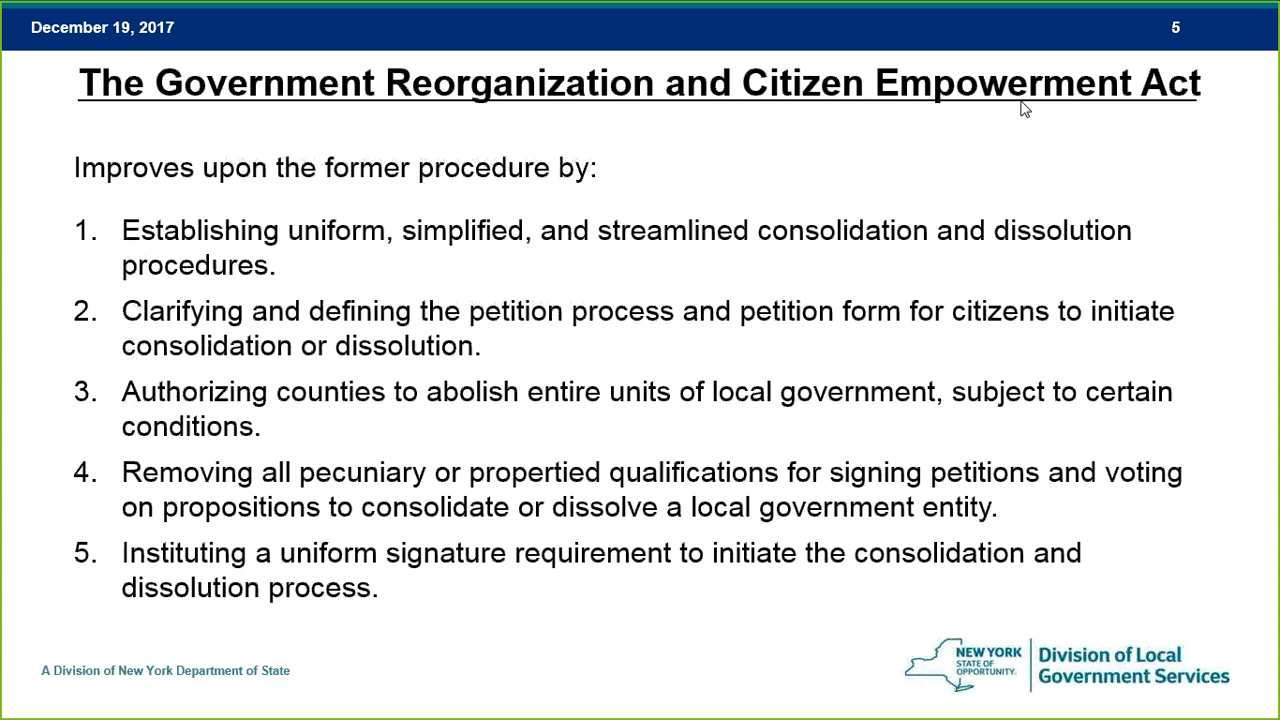 December 19, 2017
5
The Government Reorganization and Citizen Empowerment Act
Improves upon the former procedure by:
1. Establishing uniform, simplified, and streamlined consolidation and dissolution
procedures.
2. Clarifying and defining the petition process and petition form for citizens to initiate
consolidation or dissolution.
3. Authorizing counties to abolish entire units of local government, subject to certain
conditions.
4. Removing all pecuniary or propertied qualifications for signing petitions and voting
on propositions to consolidate or dissolve a local government entity.
5. Instituting a uniform signature requirement to initiate the consolidation and
dissolution process.
A Division of New York Department of State
NEW YORK
STATE OF
OPPORTUNITY.
Division of Local
Government Services